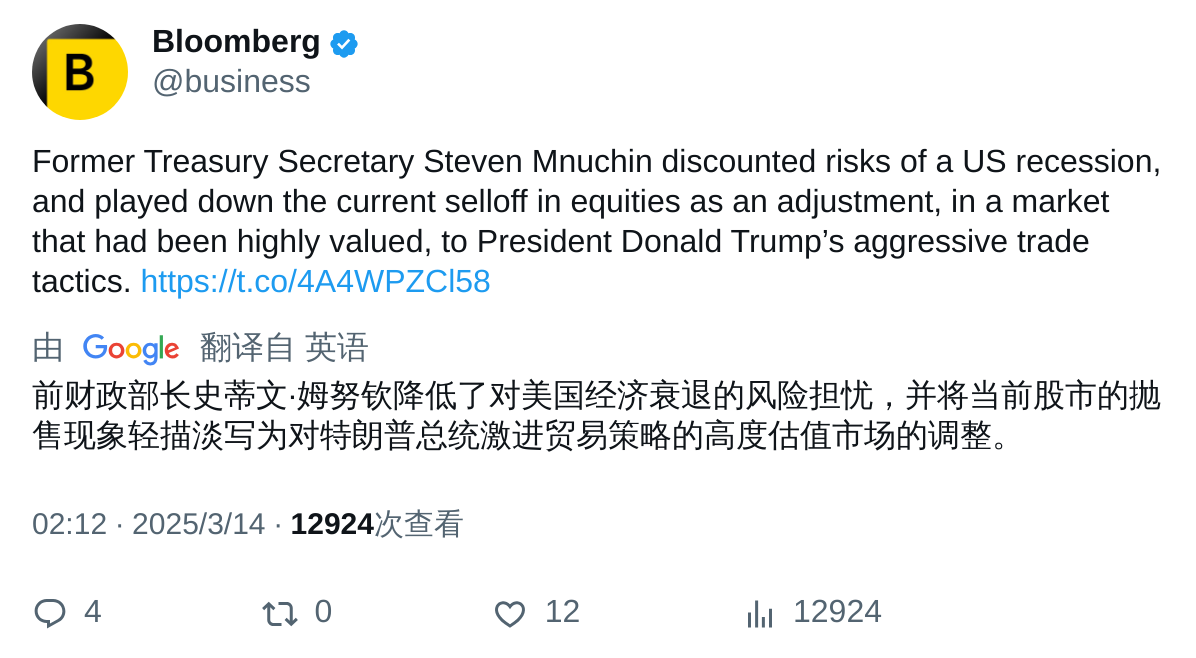 B
Bloomberg
@business
Former Treasury Secretary Steven Mnuchin discounted risks of a US recession,
and played down the current selloff in equities as an adjustment, in a market
that had been highly valued, to President Donald Trump’s aggressive trade
tactics. https://t.co/4A4WPZCl58
由 Google 翻译自 英语
前财政部长史蒂文·姆努钦降低了对美国经济衰退的风险担忧，并将当前股市的抛
售现象轻描淡写为对特朗普总统激进贸易策略的高度估值市场的调整。
02:12 · 2025/3/14 · 12924次查看
4 0 12 12924